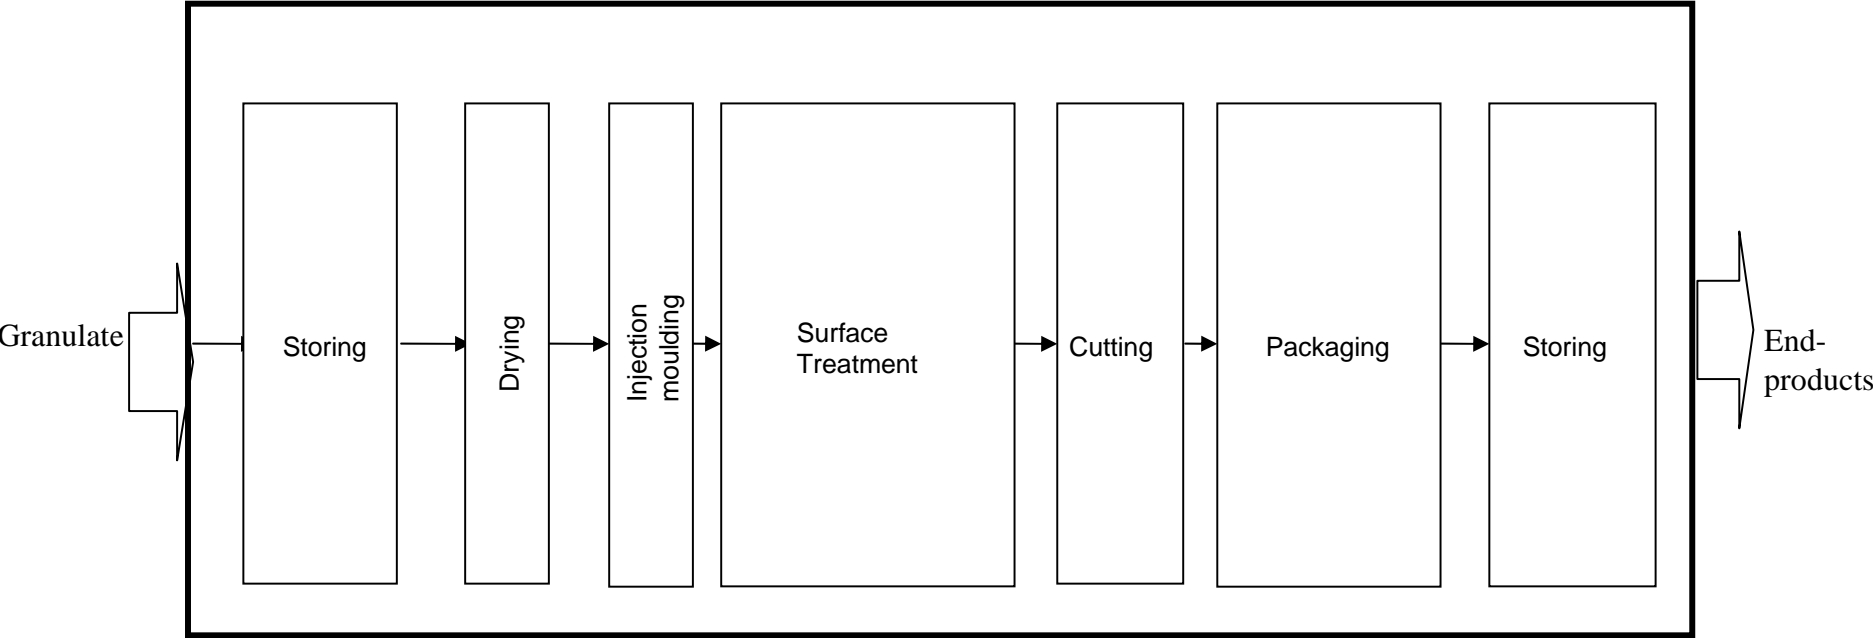 Granulate
Storing
Drying
Injection
moulding
Surface
Treatment
Cutting
Packaging
Storing
End-
products